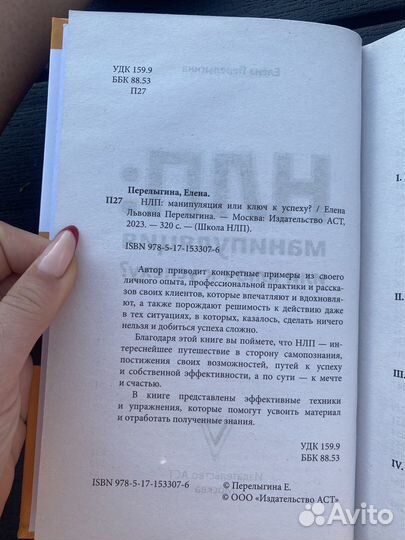 УДК 159.9
ББК 88.53
П27
Перелыгина, Елена.
П27 НЛП: манипуляция или ключ к успеху? / Елена
Львовна Перелыгина. — Москва: Издательство АСТ,
2023. — 320 с. — (Школа НЛП).
ISBN 978-5-17-153307-6
Автор приводит конкретные примеры из своего
личного опыта, профессиональной практики и расска-
зов своих клиентов, которые впечатляют и вдохновля-
ют, а также порождают решимость к действию даже
в тех ситуациях, в которых, казалось, сделать ничего
нельзя и добиться успеха сложно.
Благодаря этой книге вы поймете, что НЛП — ин-
тереснейшее путешествие в сторону самопознания,
постижения своих возможностей, путей к успеху
и собственной эффективности, а по сути — к мечте
и счастью.
В книге представлены эффективные техники
и упражнения, которые помогут усвоить материал
и отработать полученные знания.
УДК 159.9
ББК 88.53
ISBN 978-5-17-153307-6
© Перелыгина Е.
© ООО «Издательство АСТ»
I.
II.
III.
IV.
Avito